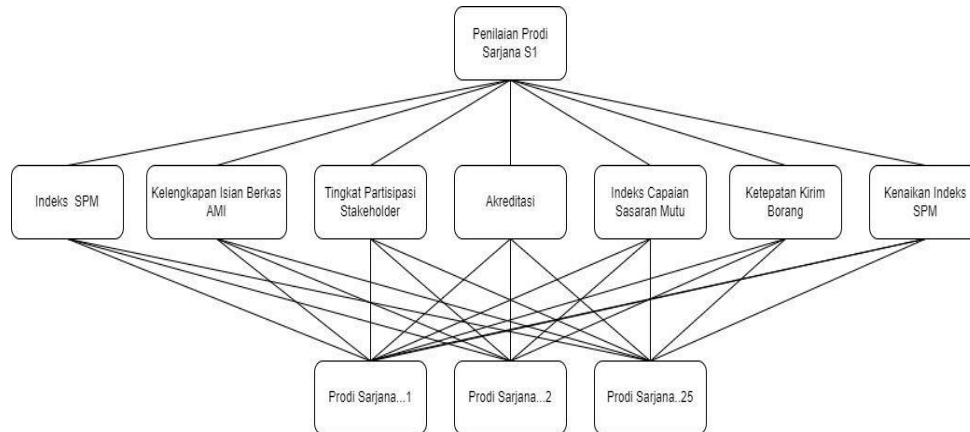 Penilaian Prodi
Sarjana S1
Indeks SPM
Kelengkapan Isian Berkas
AMI
Tingkat Partisipasi
Stakeholder
Akreditasi
Indeks Capaian
Sasaran Mutu
Ketepatan Kirim
Borang
Kenaikan Indeks
SPM
Prodi Sarjana...1
Prodi Sarjana...2
Prodi Sarjana..25